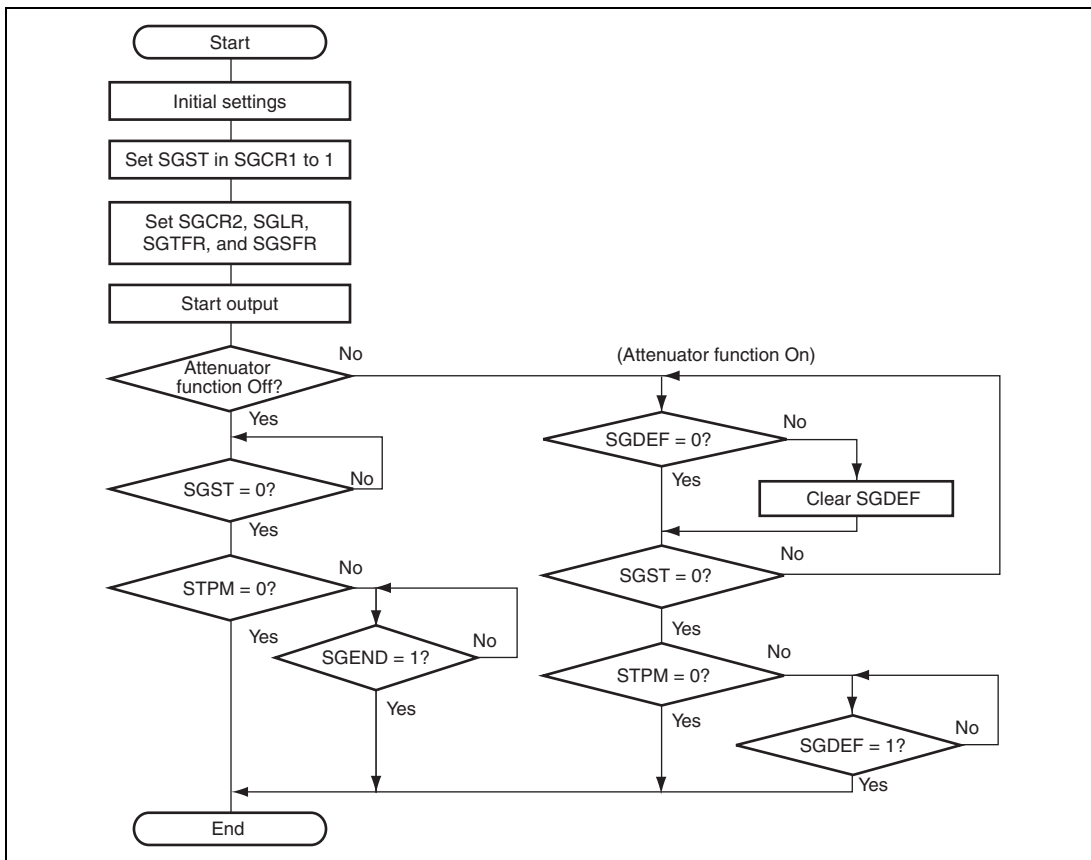 Start
Initial settings
Set SGST in SGCR1 to 1
Set SGCR2, SGLR,
SGTFR, and SGSFR
Start output
Attenuator
function Off?
No
Yes
SGST = 0?
No
Yes
STPM = 0?
No
Yes
SGEND = 1?
No
Yes
(Attenuator function On)
SGDEF = 0?
No
Yes
Clear SGDEF
SGST = 0?
No
Yes
STPM = 0?
No
Yes
SGDEF = 1?
No
Yes
End